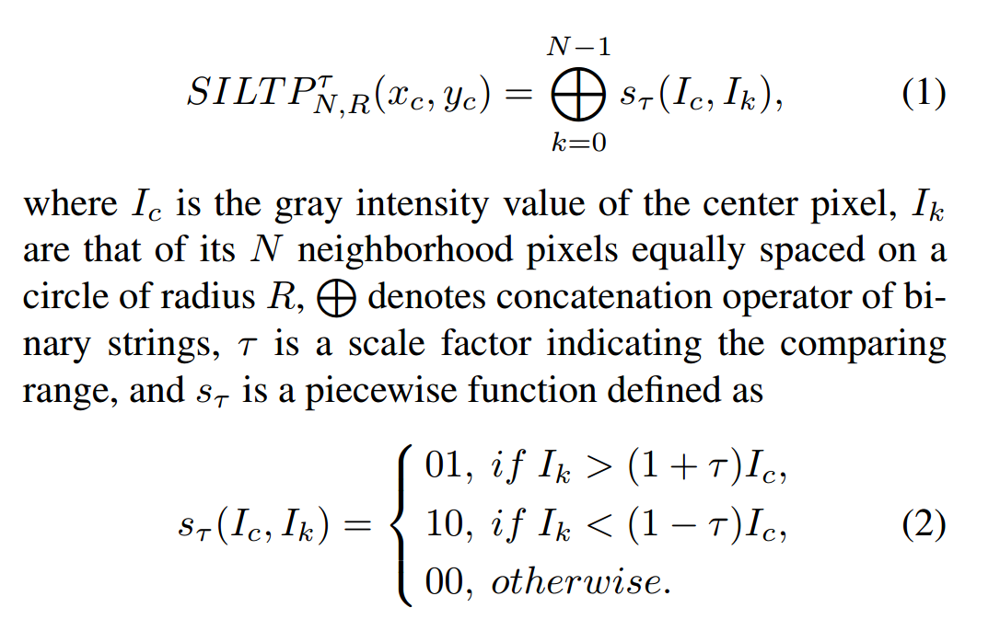 $SILTP^{\tau}_{N,R}(x_c, y_c) = \bigoplus_{k=0}^{N-1} s_{\tau}(I_c, I_k),$ (1)
where $I_c$ is the gray intensity value of the center pixel, $I_k$
are that of its $N$ neighborhood pixels equally spaced on a
circle of radius $R$, $\bigoplus$ denotes concatenation operator of bi-
nary strings, $\tau$ is a scale factor indicating the comparing
range, and $s_{\tau}$ is a piecewise function defined as
$s_{\tau}(I_c, I_k) = \begin{cases} 01, & if\ I_k > (1 + \tau)I_c, \\ 10, & if\ I_k < (1 - \tau)I_c, \\ 00, & otherwise. \end{cases}$ (2)